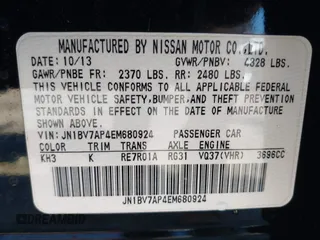 MANUFACTURED BY NISSAN MOTOR CO.,LTD.
DATE: 10/13 GVWR/PNBV: 4328 LBS.
GAWR/PNBE FR: 2370 LBS. RR: 2480 LBS.
THIS VEHICLE CONFORMS TO ALL APPLICABLE FEDERAL
MOTOR VEHICLE SAFETY,BUMPER,AND THEFT PREVENTION
STANDARDS IN EFFECT ON THE DATE OF MANUFACTURE
SHOWN ABOVE.
VIN: JN1BV7AP4EM680924 PASSENGER CAR
COLOR TRIM TRANS AXLE ENGINE
KH3 K RE7R01A RG31 VQ37(VHR) 3696CC
JN1BV7AP4EM680924